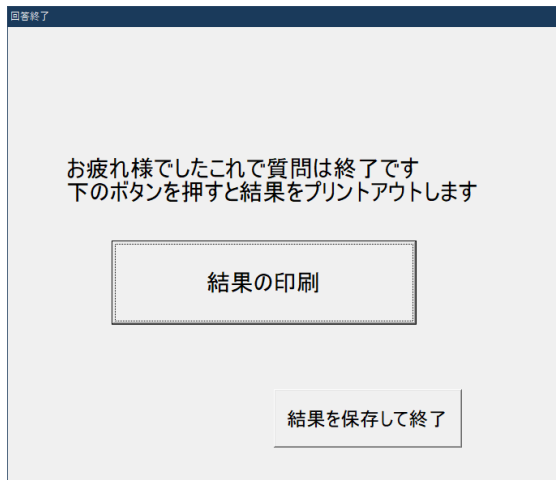 回答終了
お疲れ様でしたこれで質問は終了です
下のボタンを押すと結果をプリントアウトします
結果の印刷
結果を保存して終了